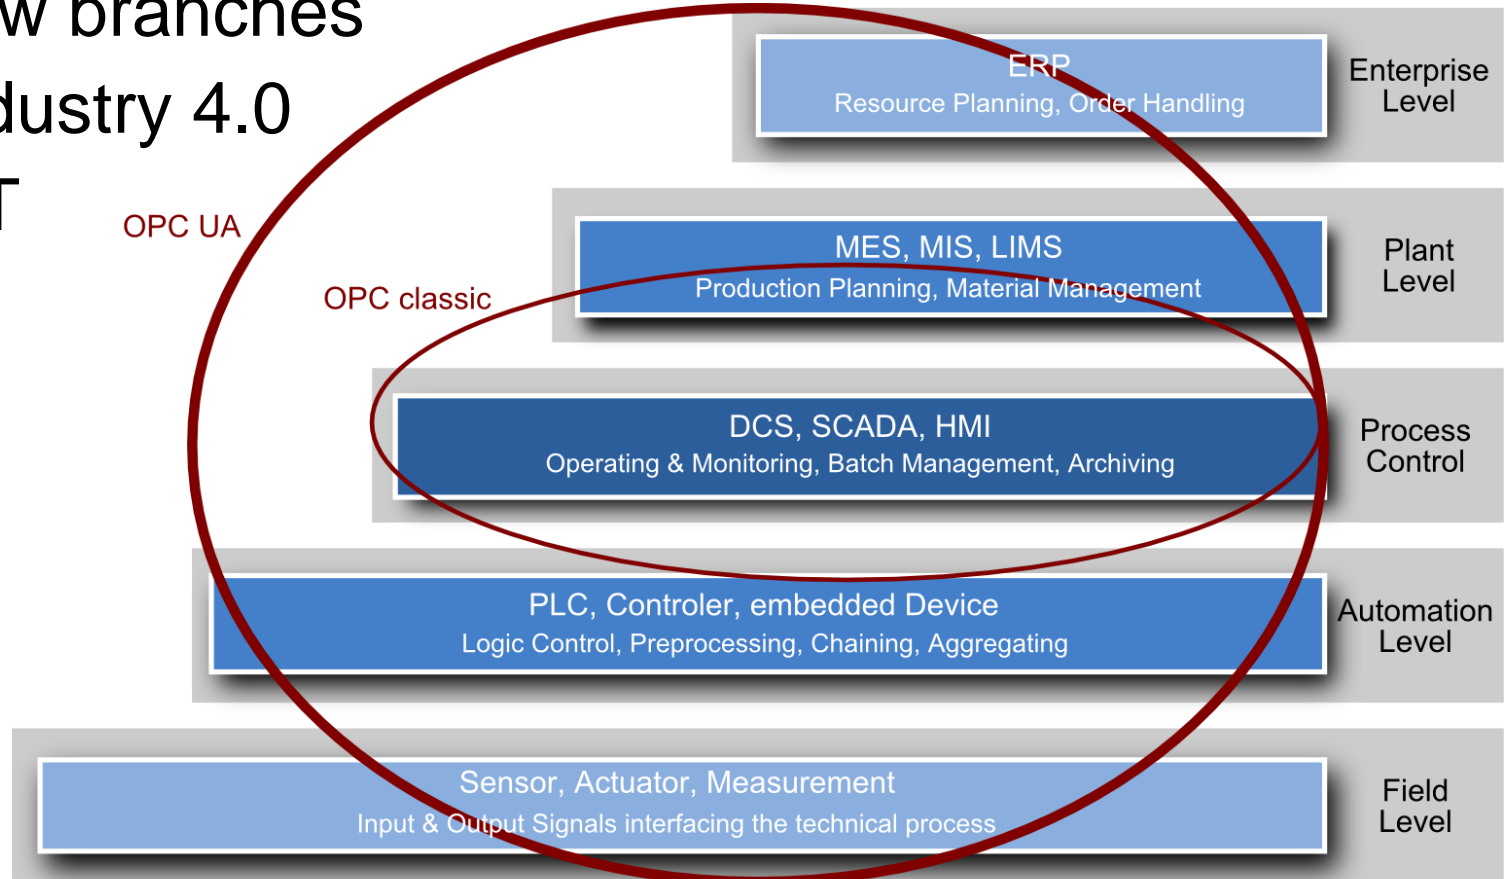 w branches
dustry 4.0
T
OPC UA
OPC classic
ERP
Resource Planning, Order Handling
Enterprise
Level
MES, MIS, LIMS
Production Planning, Material Management
Plant
Level
DCS, SCADA, HMI
Operating & Monitoring, Batch Management, Archiving
Process
Control
PLC, Controler, embedded Device
Logic Control, Preprocessing, Chaining, Aggregating
Automation
Level
Sensor, Actuator, Measurement
Input & Output Signals interfacing the technical process
Field
Level